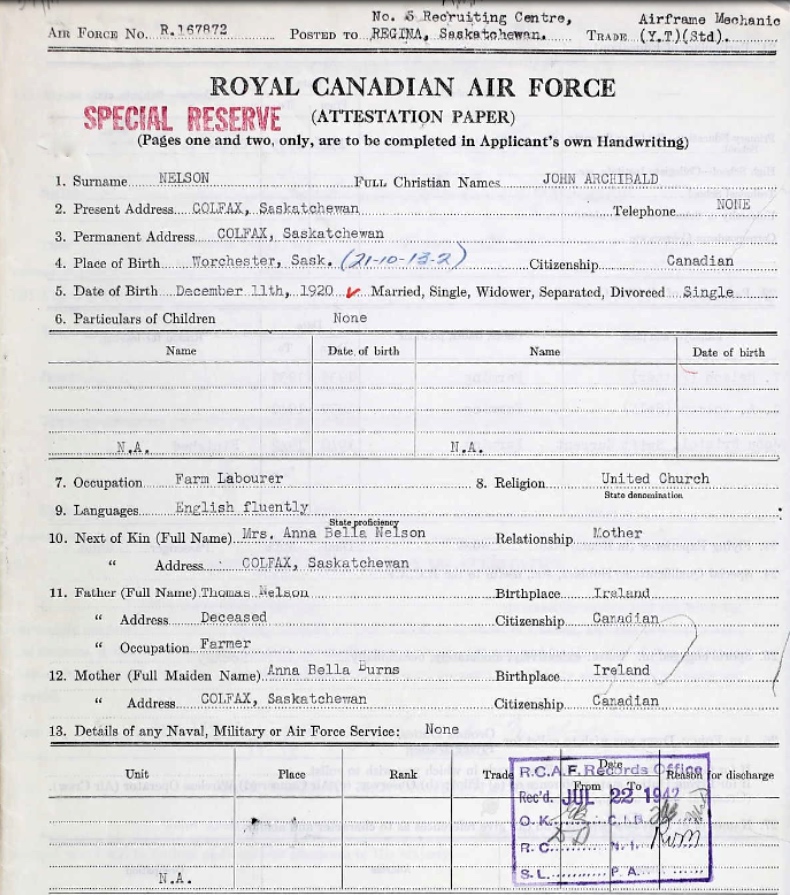 No. 5 Recruiting Centre,
AIR FORCE No. R.167872 POSTED TO REGINA, Saskatchewan. TRADE Airframe Mechanic (Y.T)(Std).
ROYAL CANADIAN AIR FORCE
SPECIAL RESERVE (ATTESTATION PAPER)
(Pages one and two, only, are to be completed in Applicant's own Handwriting)
1. Surname NELSON FULL Christian Names JOHN ARCHIBALD
2. Present Address COLFAX, Saskatchewan Telephone NONE
3. Permanent Address COLFAX, Saskatchewan
4. Place of Birth Worchester, Sask. (21-10-13-2) Citizenship Canadian
5. Date of Birth December 11th, 1920 Married, Single, Widower, Separated, Divorced Single
6. Particulars of Children None
Name Date of birth Name Date of birth
N.A. N.A.
7. Occupation Farm Labourer 8. Religion United Church
State denomination
9. Languages English fluently
State proficiency
10. Next of Kin (Full Name) Mrs. Anna Bella Nelson Relationship Mother
" Address COLFAX, Saskatchewan
11. Father (Full Name) Thomas Nelson Birthplace Ireland
" Address Deceased Citizenship Canadian
" Occupation Farmer
12. Mother (Full Maiden Name) Anna Bella Burns Birthplace Ireland
" Address COLFAX, Saskatchewan Citizenship Canadian
13. Details of any Naval, Military or Air Force Service: None
Unit Place Rank Trade Date Reason for discharge
From To
R.C.A.F. Records Office
Rec'd. JUL 22 1942
O.K. C.I.B.
R.C. N.I.
S.L. P.A.
N.A.